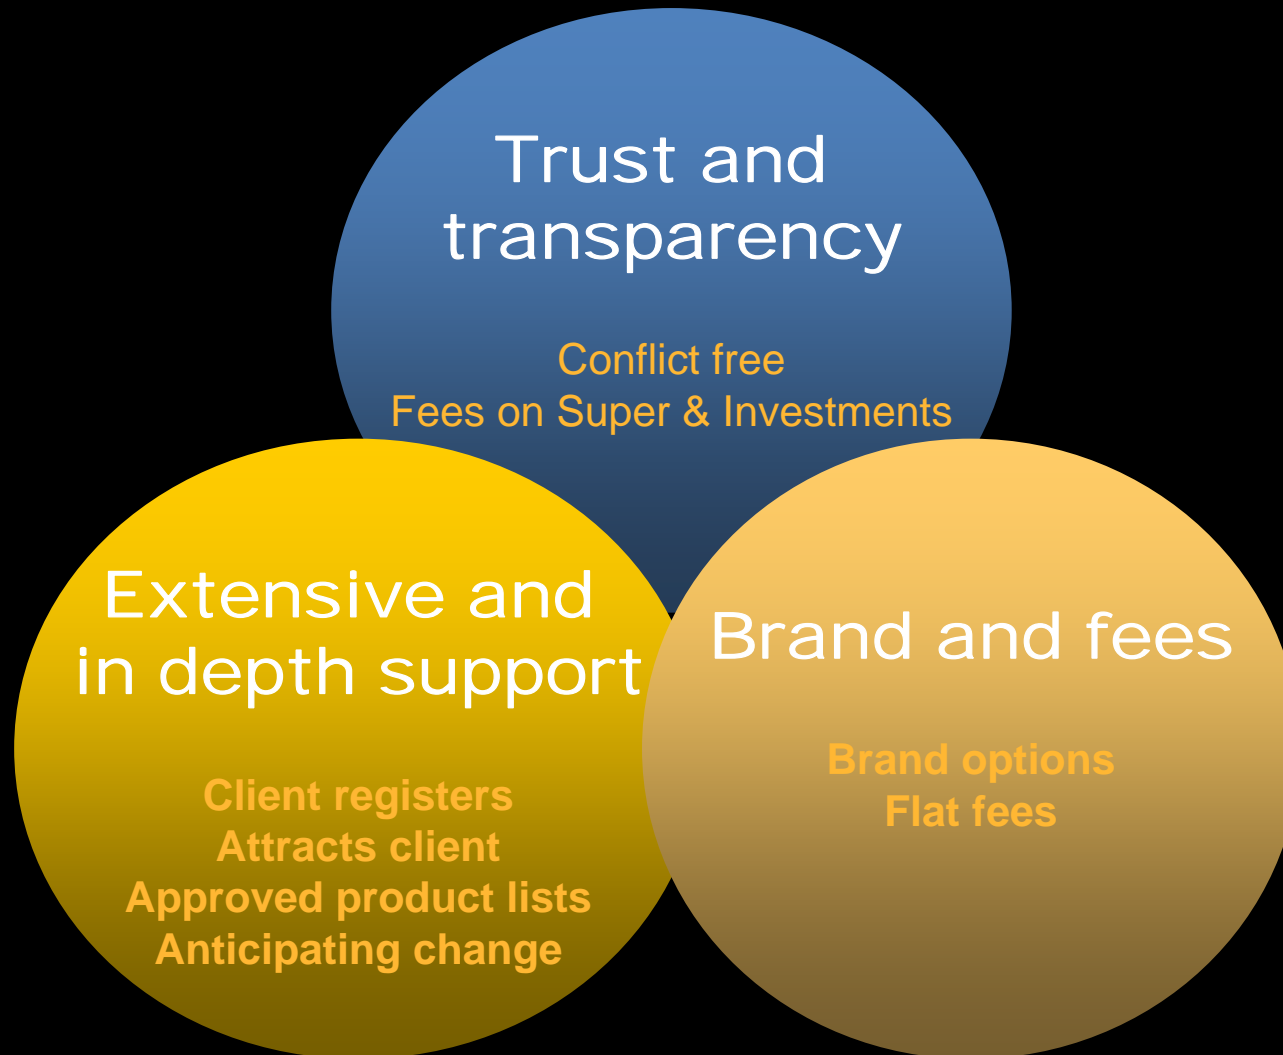 Trust and
transparency
Conflict free
Fees on Super & Investments
Extensive and
in depth support
Client registers
Attracts client
Approved product lists
Anticipating change
Brand and fees
Brand options
Flat fees